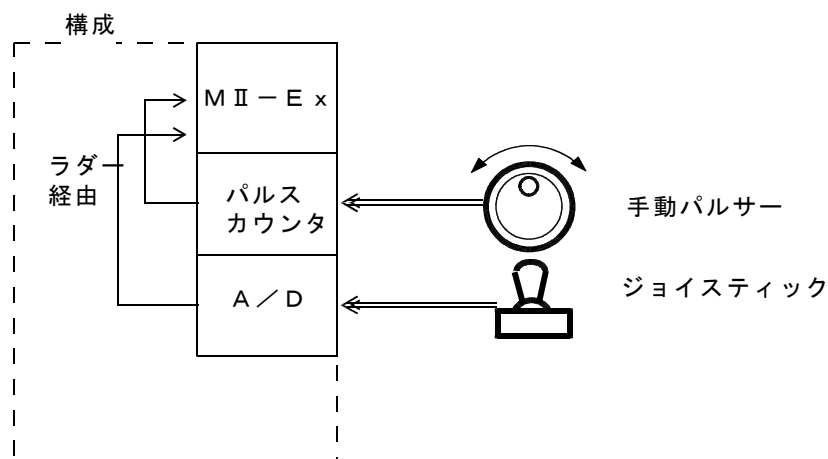 構成
MⅡ－Ex
ラダー
経由
パルス
カウンタ
手動パルサー
A／D
ジョイスティック